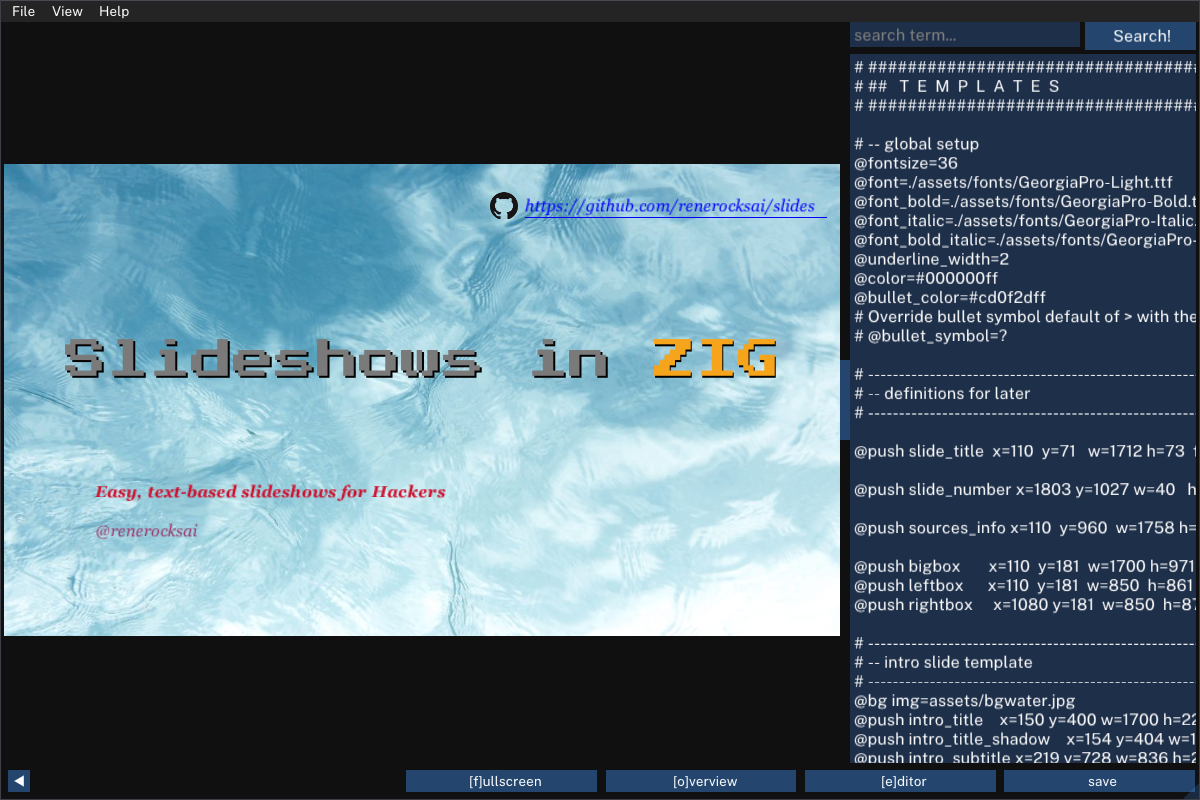 File View Help
search term...
Search!
https://github.com/renerocksai/slides
Slideshows in ZIG
Easy, text-based slideshows for Hackers
@renerocksai
# ##################################
# ## T E M P L A T E S
# ##################################
# -- global setup
@fontsize=36
@font=./assets/fonts/GeorgiaPro-Light.ttf
@font_bold=./assets/fonts/GeorgiaPro-Bold.t
@font_italic=./assets/fonts/GeorgiaPro-Italic.
@font_bold_italic=./assets/fonts/GeorgiaPro-
@underline_width=2
@color=#000000ff
@bullet_color=#cd0f2dff
# Override bullet symbol default of > with the
# @bullet_symbol=?
# ------------------------------------------------------
# -- definitions for later
# ------------------------------------------------------
@push slide_title x=110 y=71 w=1712 h=73
@push slide_number x=1803 y=1027 w=40 h
@push sources_info x=110 y=960 w=1758 h=
@push bigbox x=110 y=181 w=1700 h=971
@push leftbox x=110 y=181 w=850 h=861
@push rightbox x=1080 y=181 w=850 h=87
# ------------------------------------------------------
# -- intro slide template
# ------------------------------------------------------
@bg img=assets/bgwater.jpg
@push intro_title x=150 y=400 w=1700 h=22
@push intro_title_shadow x=154 y=404 w=1
@push intro_subtitle x=219 y=728 w=836 h=2
[f]ullscreen
[o]verview
[e]ditor
save